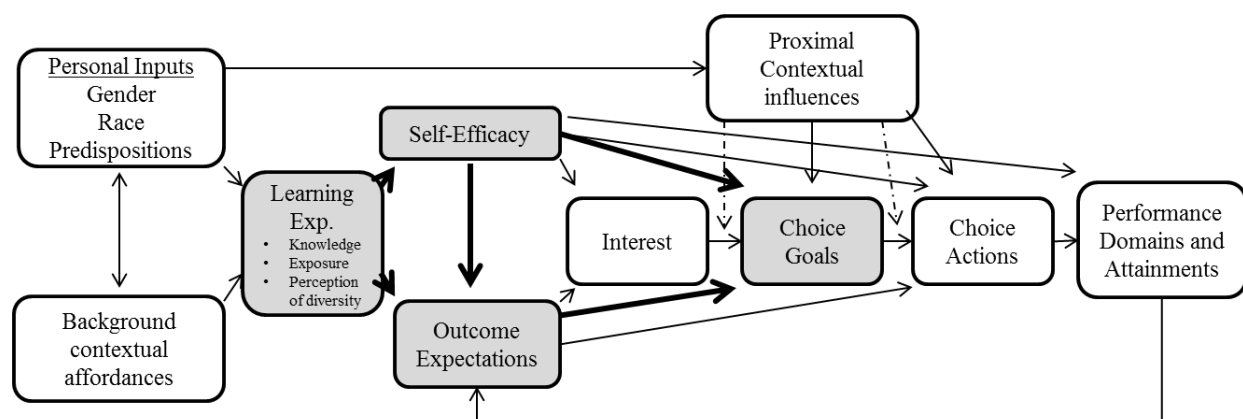 Personal Inputs
Gender
Race
Predispositions
Background
contextual
affordances
Learning
Exp.
• Knowledge
• Exposure
• Perception
of diversity
Self-Efficacy
Outcome
Expectations
Interest
Proximal
Contextual
influences
Choice
Goals
Choice
Actions
Performance
Domains and
Attainments